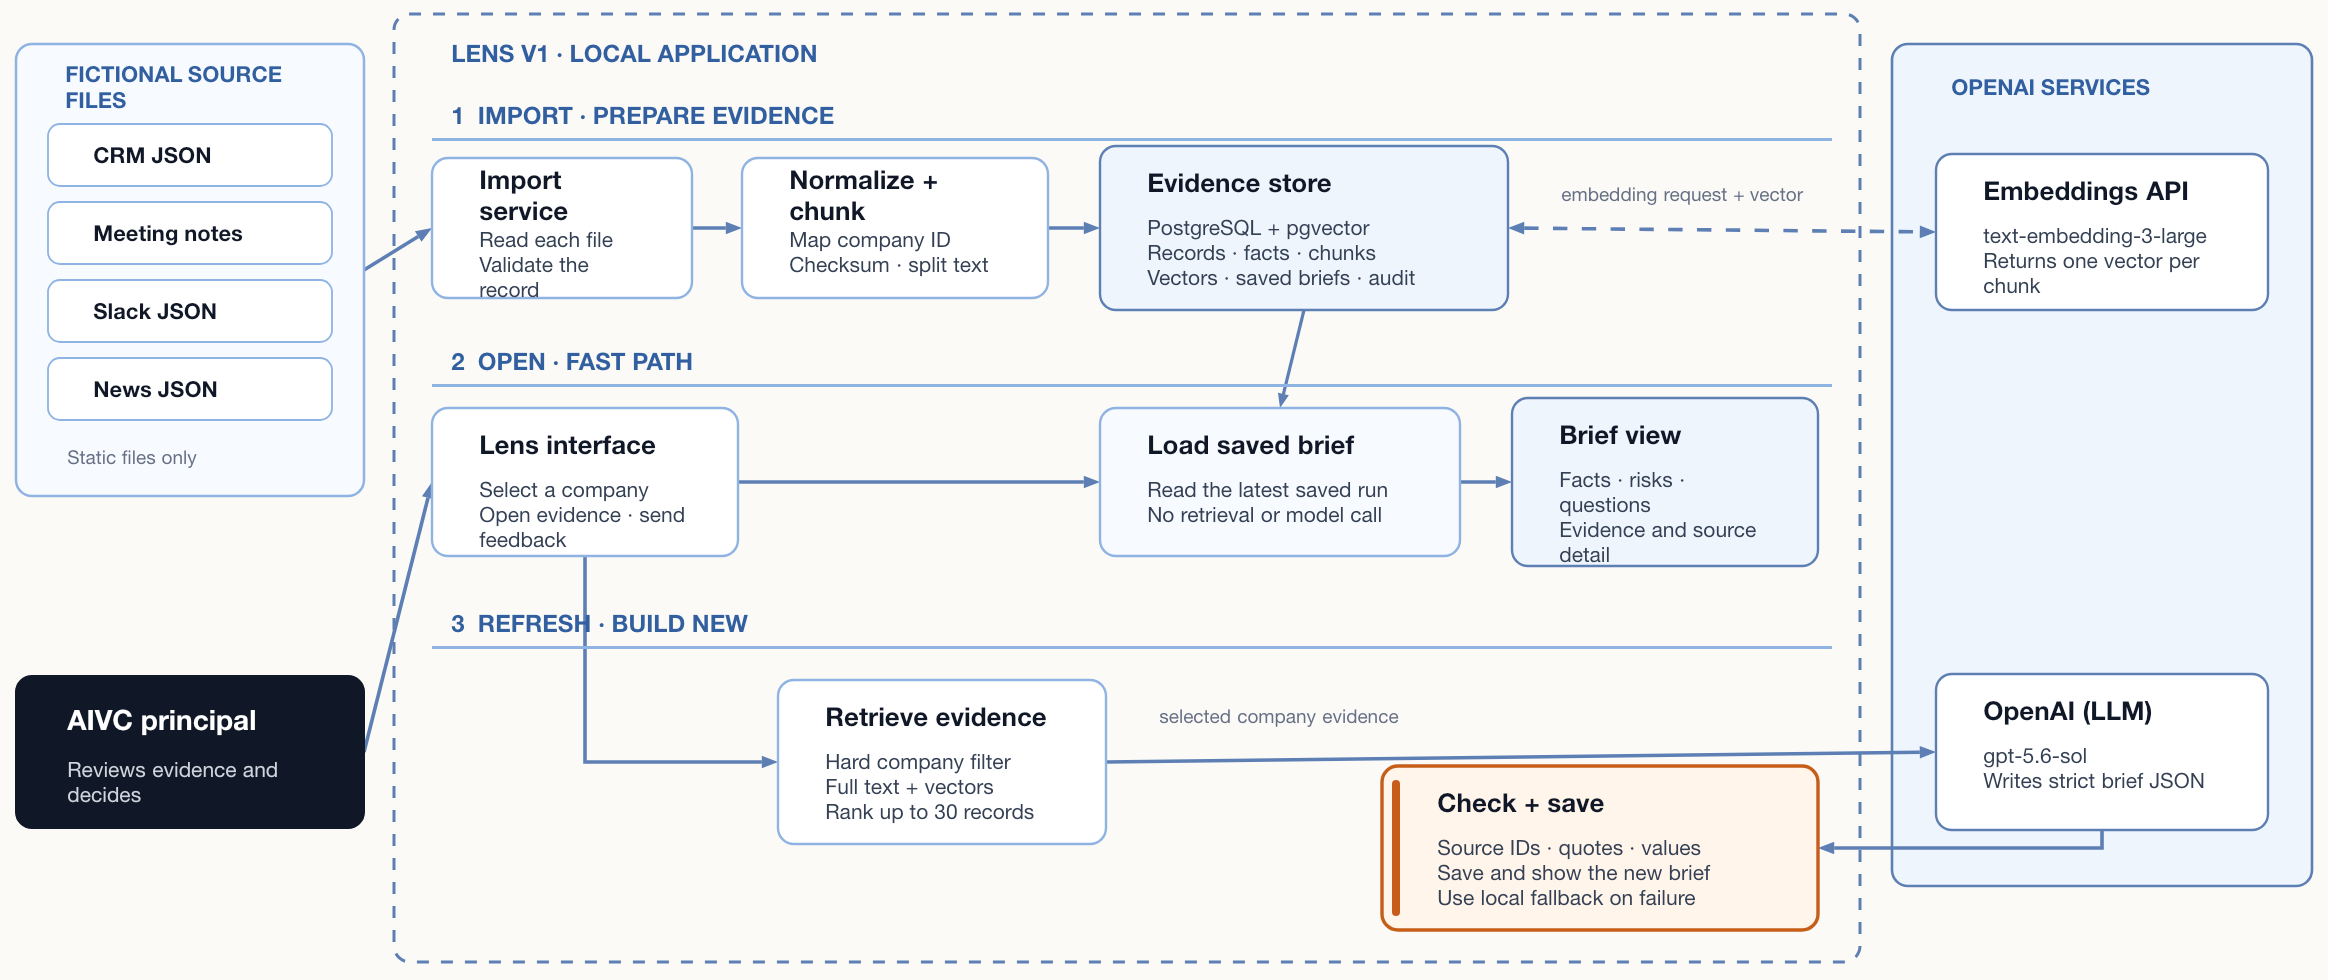 FICTIONAL SOURCE
FILES
CRM JSON
Meeting notes
Slack JSON
News JSON
Static files only
AIVC principal
Reviews evidence and
decides
LENS V1 · LOCAL APPLICATION
1 IMPORT · PREPARE EVIDENCE
Import
service
Read each file
Validate the
record
Normalize +
chunk
Map company ID
Checksum · split text
Evidence store
PostgreSQL + pgvector
Records · facts · chunks
Vectors · saved briefs · audit
embedding request + vector
2 OPEN · FAST PATH
Lens interface
Select a company
Open evidence · send
feedback
Load saved brief
Read the latest saved run
No retrieval or model call
Brief view
Facts · risks ·
questions
Evidence and source
detail
3 REFRESH · BUILD NEW
Retrieve evidence
Hard company filter
Full text + vectors
Rank up to 30 records
selected company evidence
Check + save
Source IDs · quotes · values
Save and show the new brief
Use local fallback on failure
OPENAI SERVICES
Embeddings API
text-embedding-3-large
Returns one vector per
chunk
OpenAI (LLM)
gpt-5.6-sol
Writes strict brief JSON